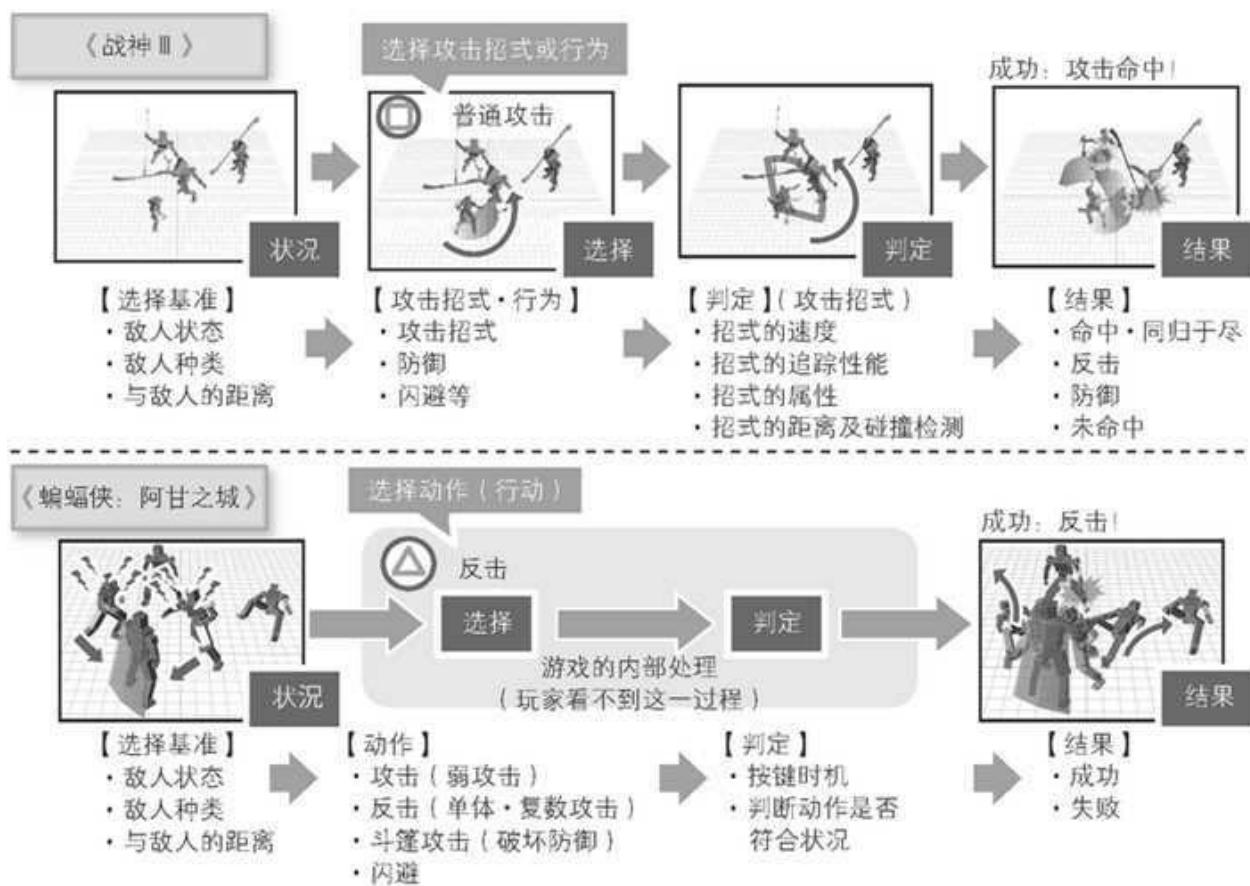 《战神Ⅲ》
选择攻击招式或行为
普通攻击
成功：攻击命中！
状况
选择
判定
结果
【选择基准】
・敌人状态
・敌人种类
・与敌人的距离
【攻击招式・行为】
・攻击招式
・防御
・闪避等
【判定】（攻击招式）
・招式的速度
・招式的追踪性能
・招式的属性
・招式的距离及碰撞检测
【结果】
・命中・同归于尽
・反击
・防御
・未命中
《蝙蝠侠：阿甘之城》
选择动作（行动）
反击
成功：反击！
状况
选择
判定
游戏的内部处理
（玩家看不到这一过程）
结果
【选择基准】
・敌人状态
・敌人种类
・与敌人的距离
【动作】
・攻击（弱攻击）
・反击（单体・复数攻击）
・斗篷攻击（破坏防御）
・闪避
【判定】
・按键时机
・判断动作是否
符合状况
【结果】
・成功
・失败